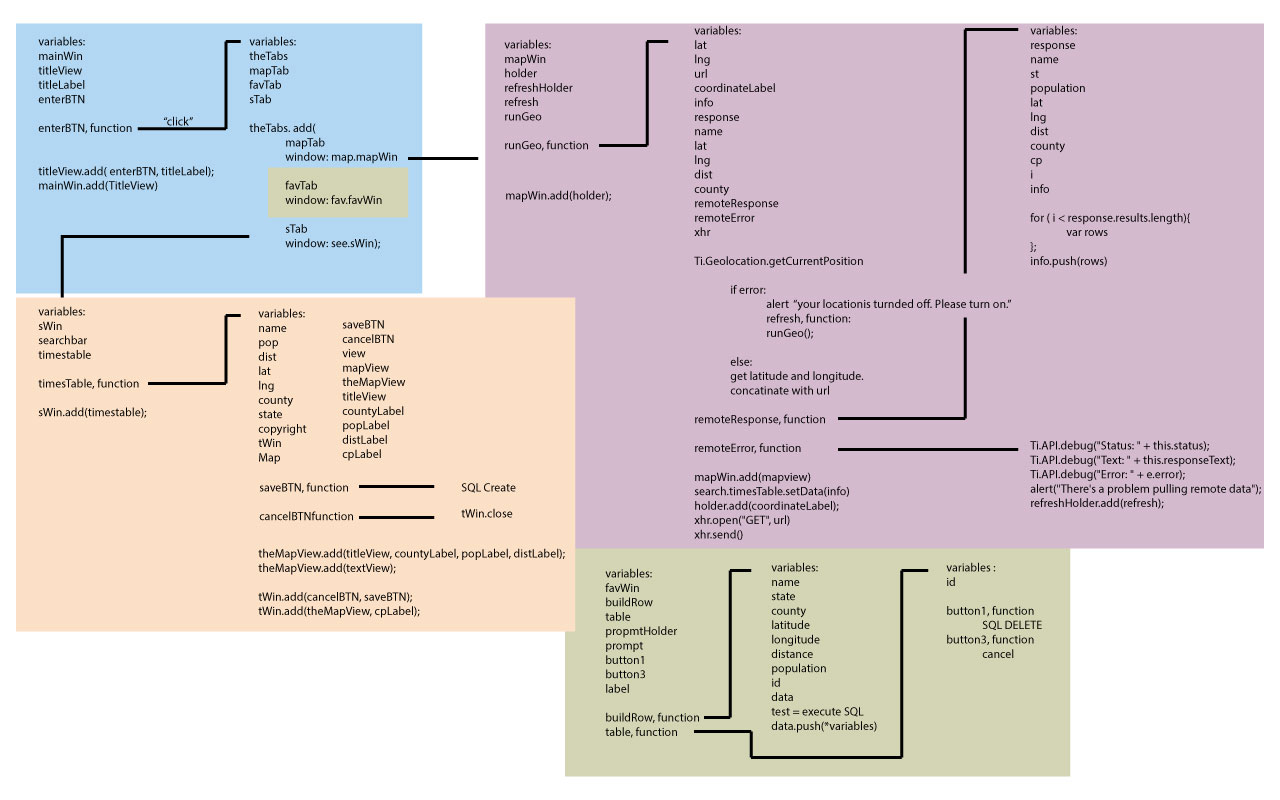 variables:
mainWin
titleView
titleLabel
enterBTN
enterBTN, function
"click"
titleView.add( enterBTN, titleLabel);
mainWin.add(TitleView)
variables:
theTabs
mapTab
favTab
sTab
theTabs. add(
mapTab
window: map.mapWin
favTab
window: fav.favWin
sTab
window: see.sWin);
variables:
mapWin
holder
refreshHolder
refresh
runGeo
runGeo, function
mapWin.add(holder);
variables:
lat
lng
url
coordinateLabel
info
response
name
lat
lng
dist
county
remoteResponse
remoteError
xhr
Ti.Geolocation.getCurrentPosition
if error:
alert "your locationis turnded off. Please turn on."
refresh, function:
runGeo();
else:
get latitude and longitude.
concatinate with url
remoteResponse, function
remoteError, function
mapWin.add(mapview)
search.timesTable.setData(info)
holder.add(coordinateLabel);
xhr.open("GET", url)
xhr.send()
variables:
response
name
st
population
lat
lng
dist
county
cp
i
info
for ( i < response.results.length){
var rows
};
info.push(rows)
Ti.API.debug("Status: " + this.status);
Ti.API.debug("Text: " + this.responseText);
Ti.API.debug("Error: " + e.error);
alert("There's a problem pulling remote data");
refreshHolder.add(refresh);
variables:
sWin
searchbar
timestable
timesTable, function
sWin.add(timestable);
variables:
name
pop
dist
lat
lng
county
state
copyright
tWin
Map
saveBTN
cancelBTN
view
mapView
theMapView
titleView
countyLabel
popLabel
distLabel
cpLabel
saveBTN, function
SQL Create
cancelBTNfunction
tWin.close
theMapView.add(titleView, countyLabel, popLabel, distLabel);
theMapView.add(textView);
tWin.add(cancelBTN, saveBTN);
tWin.add(theMapView, cpLabel);
variables:
favWin
buildRow
table
propmtHolder
prompt
button1
button3
label
buildRow, function
table, function
variables:
name
state
county
latitude
longitude
distance
population
id
data
test = execute SQL
data.push(*variables)
variables :
id
button1, function
SQL DELETE
button3, function
cancel